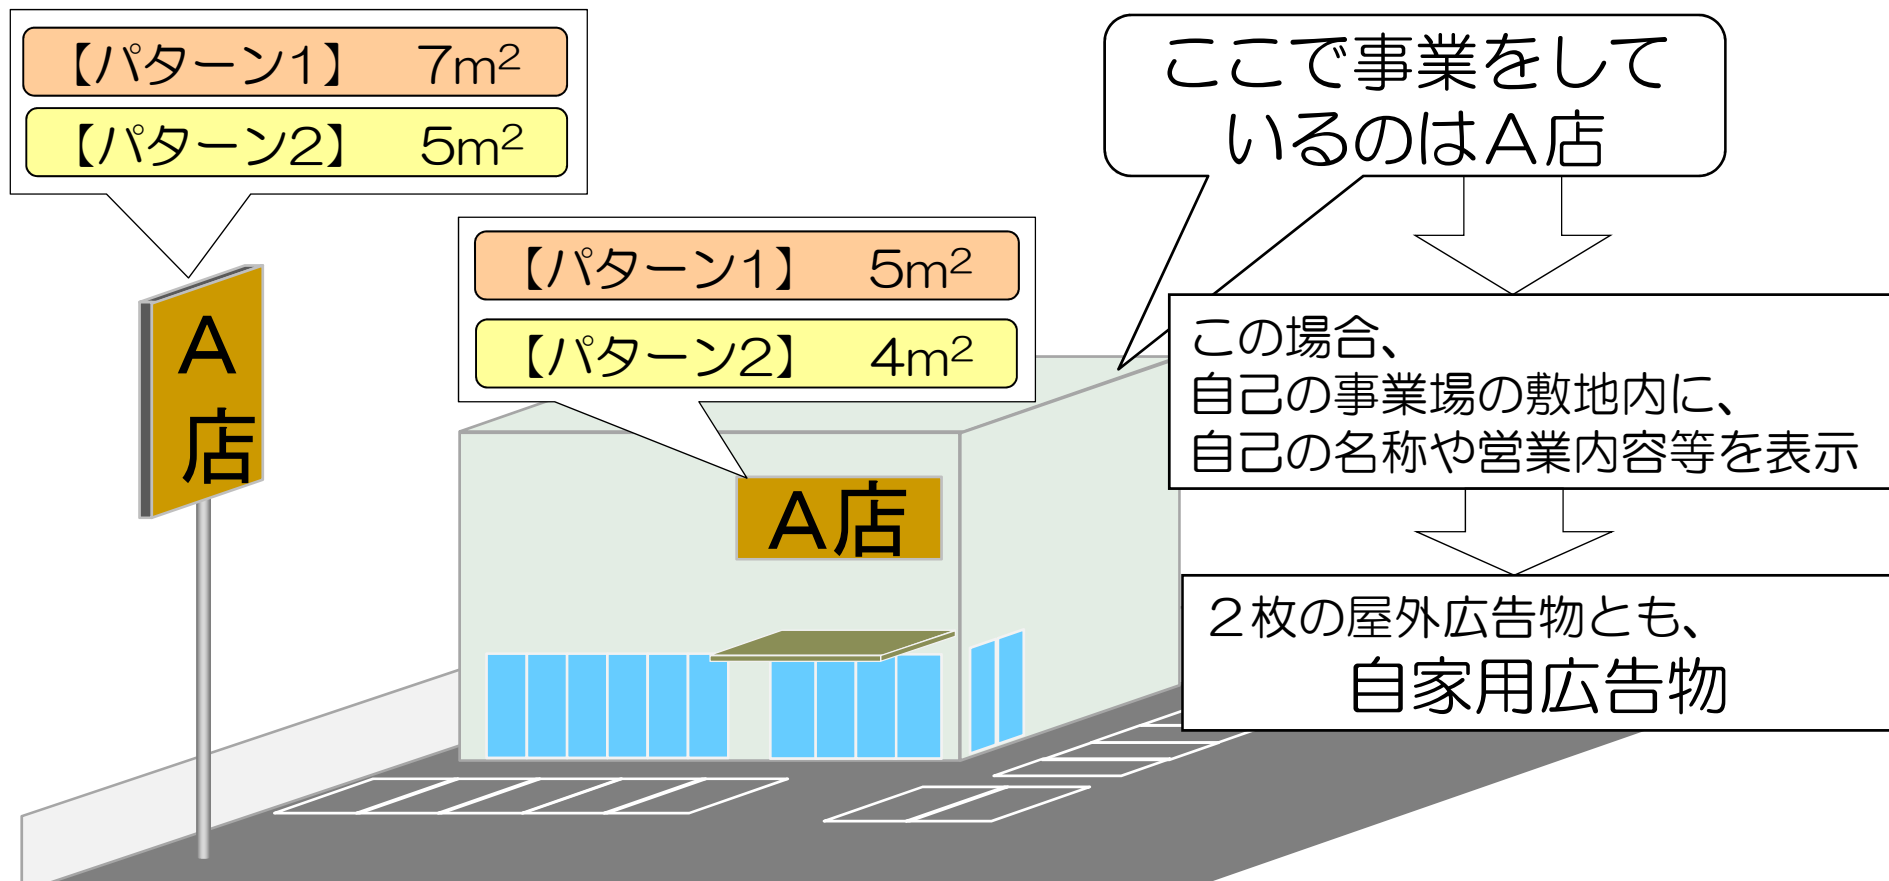 【パターン1】 7m²
【パターン2】 5m²
ここで事業をして
いるのはA店
【パターン1】 5m²
【パターン2】 4m²
この場合、
自己の事業場の敷地内に、
自己の名称や営業内容等を表示
A
店
A店
２枚の屋外広告物とも、
自家用広告物